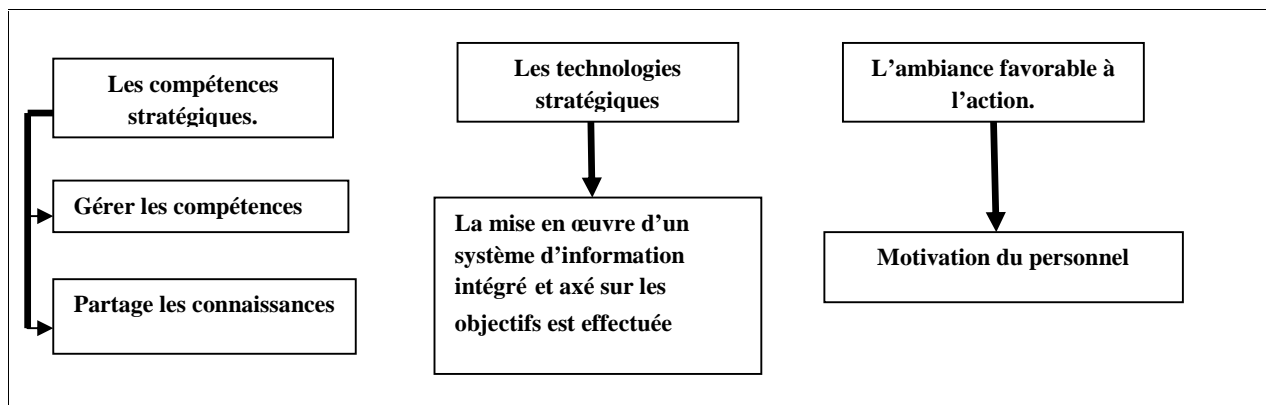 Les compétences
stratégiques.
Gérer les compétences
Partage les connaissances
Les technologies
stratégiques
La mise en œuvre d’un
système d’information
intégré et axé sur les
objectifs est effectuée
L’ambiance favorable à
l’action.
Motivation du personnel